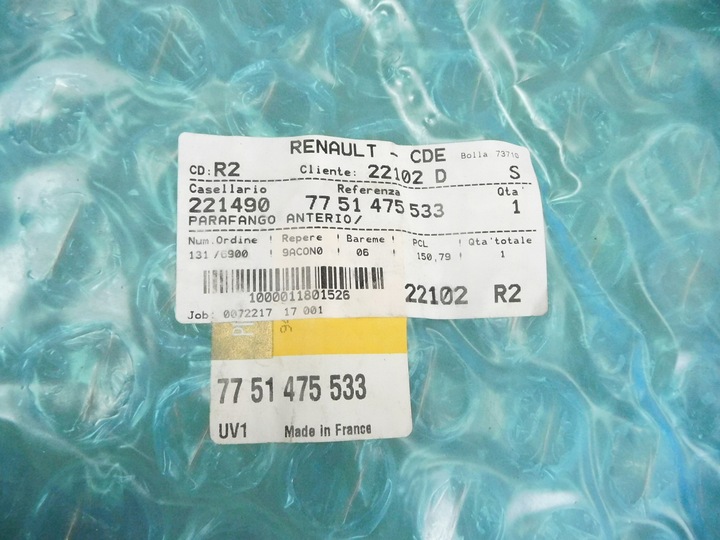 RENAULT - CDE Bolla 73710
CD: R2 Cliente: 22102 D S
Casellario Referenza Qta'
221490 77 51 475 533 1
PARAFANGO ANTERIO/
Num.Ordine Repere Bareme PCL Qta'totale
131 /6900 9ACON0 06 150,79 1
1000011801526 22102 R2
Job: 0072217 17 001
77 51 475 533
UV1 Made in France